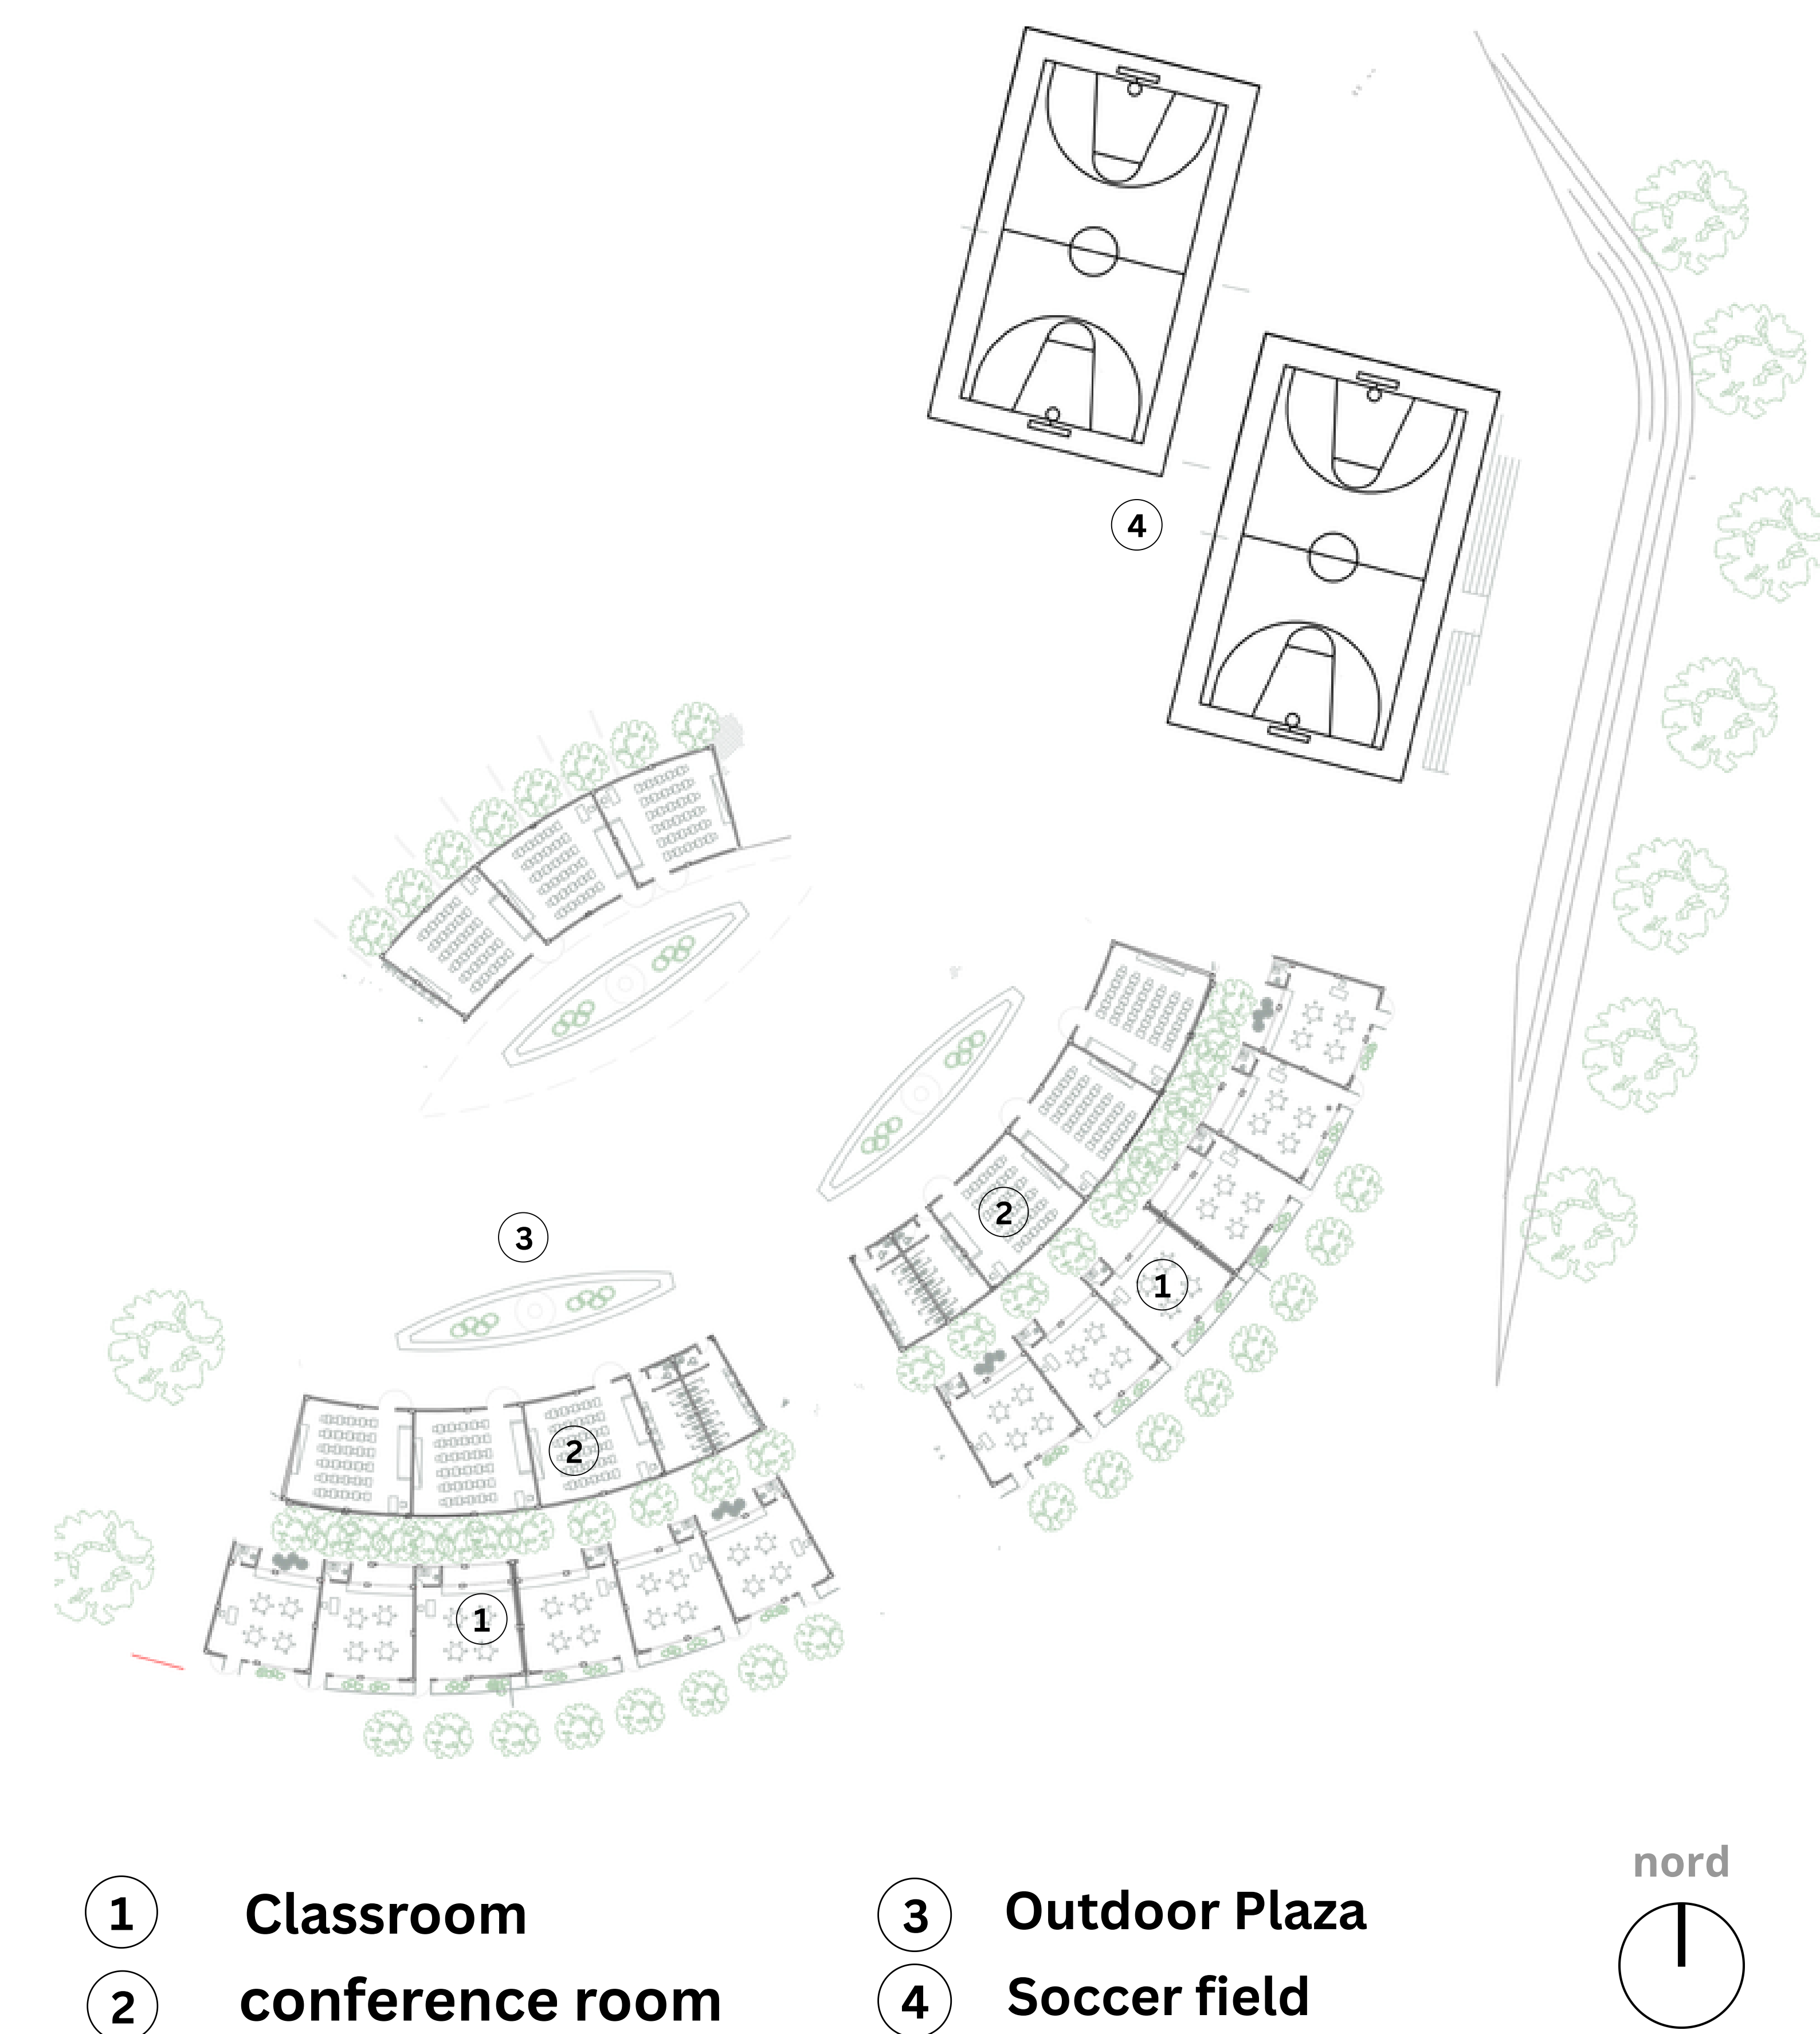 4
3
2
1
2
1
nord
1 Classroom
3 Outdoor Plaza
2 conference room
4 Soccer field